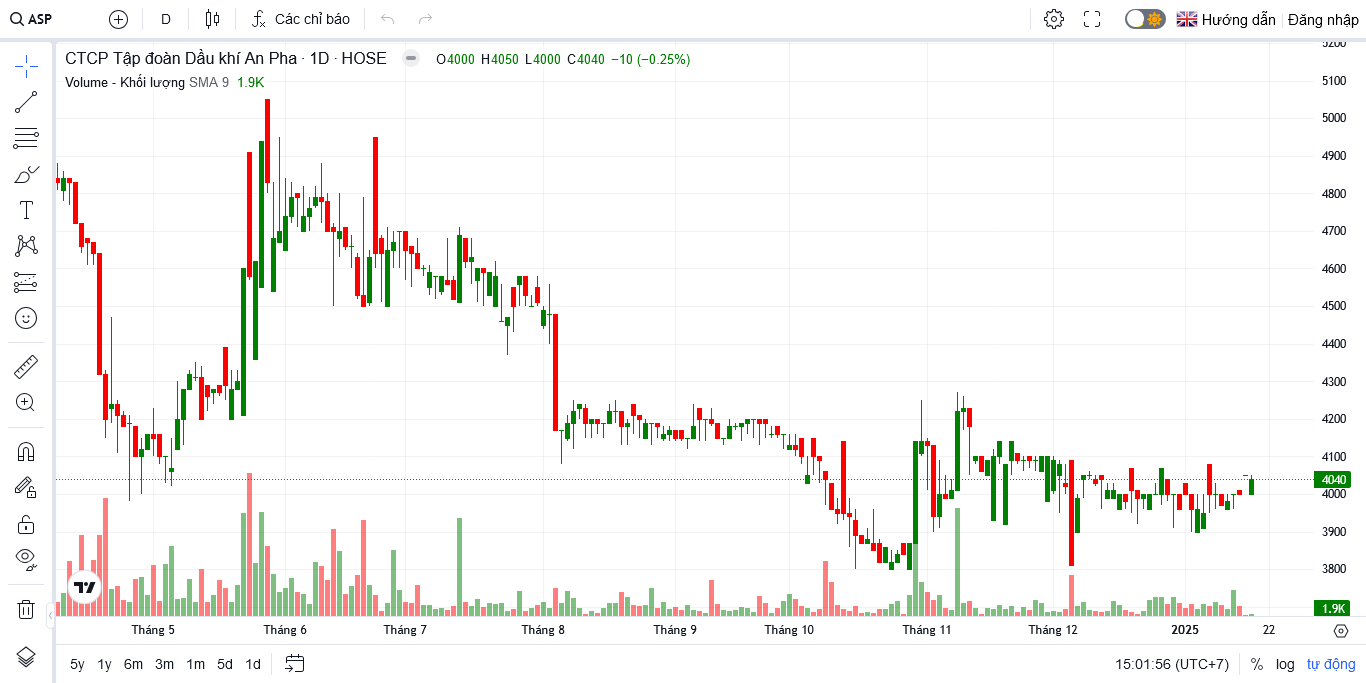 ASP D Các chỉ báo Hướng dẫn Đăng nhập
CTCP Tập đoàn Dầu khí An Pha · 1D · HOSE O4000 H4050 L4000 C4040 −10 (−0.25%)
Volume - Khối lượng SMA 9 1.9K
5200
5100
5000
4900
4800
4700
4600
4500
4400
4300
4200
4100
4040
4000
3900
3800
1.9K
Tháng 5 Tháng 6 Tháng 7 Tháng 8 Tháng 9 Tháng 10 Tháng 11 Tháng 12 2025 22
5y 1y 6m 3m 1m 5d 1d 15:01:56 (UTC+7) % log tự động